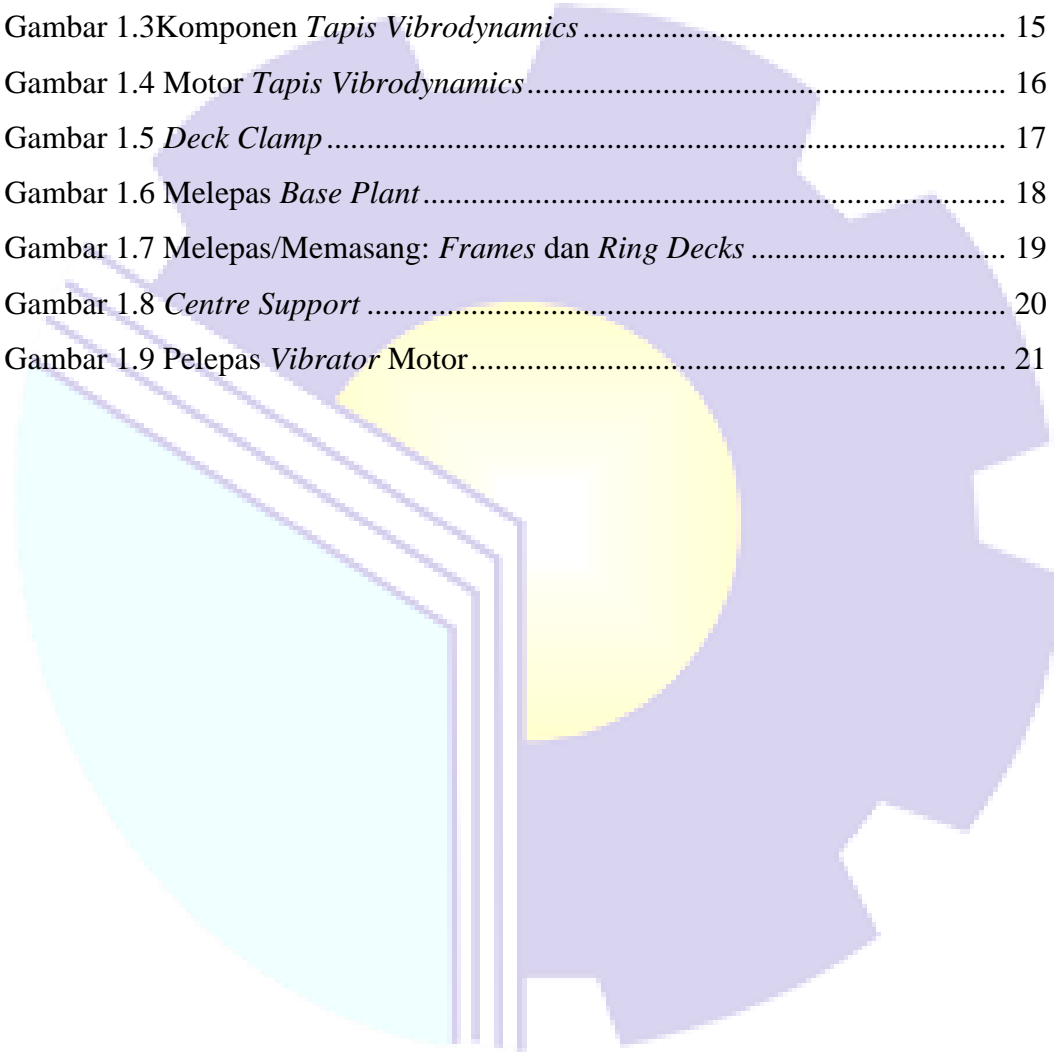 Gambar 1.3Komponen Tapis Vibrodynamics ........................................................ 15
Gambar 1.4 Motor Tapis Vibrodynamics ............................................................... 16
Gambar 1.5 Deck Clamp ......................................................................................... 17
Gambar 1.6 Melepas Base Plant ............................................................................. 18
Gambar 1.7 Melepas/Memasang: Frames dan Ring Decks .................................. 19
Gambar 1.8 Centre Support .................................................................................... 20
Gambar 1.9 Pelepas Vibrator Motor ....................................................................... 21